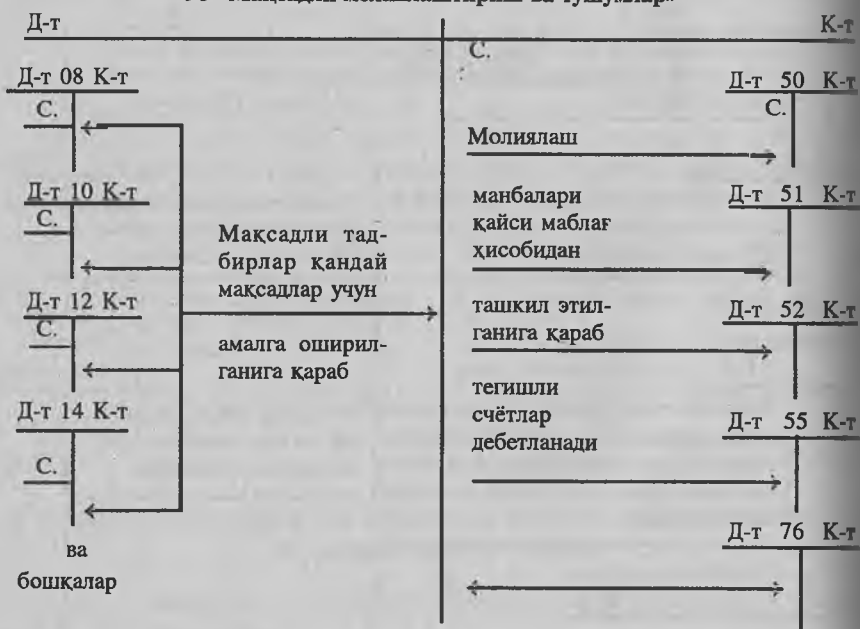 Д-т К-т
С.
Д-т 08 К-т
С.
Д-т 10 К-т
С.
Д-т 12 К-т
С.
Д-т 14 К-т
С.
ва
бошқалар
Мақсадли тад-
бирлар қандай
мақсадлар учун
амалга оширил-
ганига қараб
Молиялаш
манбалари
қайси маблағ
ҳисобидан
ташкил этил-
ганига қараб
тегишли
счётлар
дебетланади
Д-т 50 К-т
С.
Д-т 51 К-т
Д-т 52 К-т
Д-т 55 К-т
Д-т 76 К-т